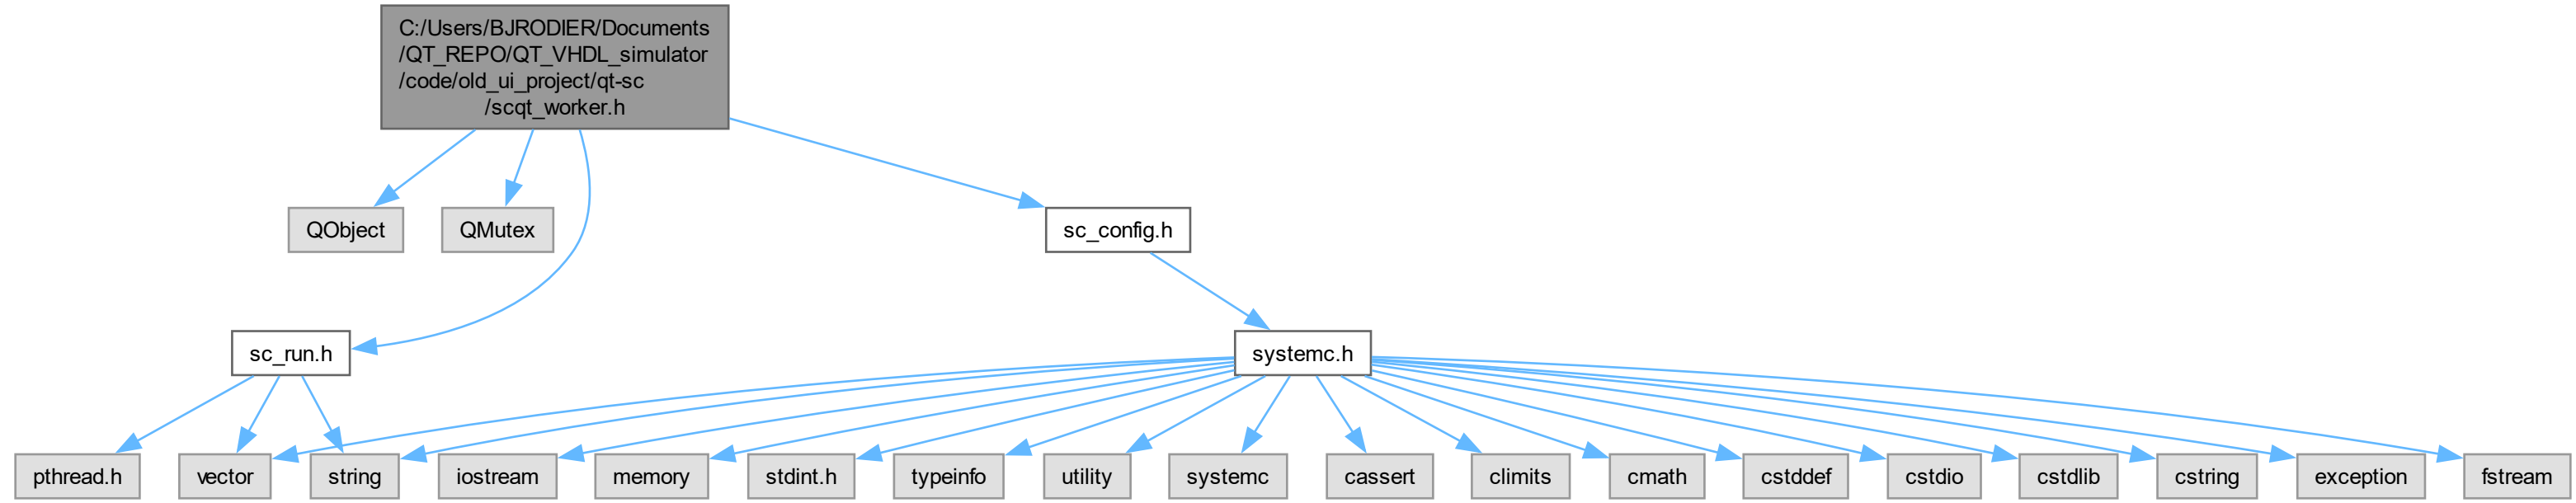 C:/Users/BJRODIER/Documents
/QT_REPO/QT_VHDL_simulator
/code/old_ui_project/qt-sc
/scqt_worker.h
QObject
QMutex
sc_config.h
sc_run.h
systemc.h
pthread.h
vector
string
iostream
memory
stdint.h
typeinfo
utility
systemc
cassert
climits
cmath
cstddef
cstdio
cstdlib
cstring
exception
fstream